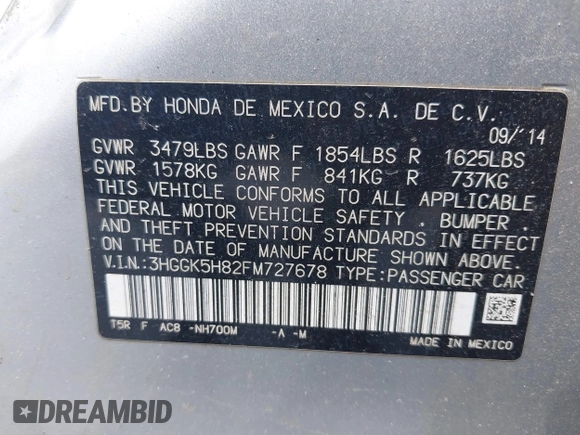 MFD.BY HONDA DE MEXICO S.A. DE C.V.
09/'14
GVWR 3479LBS GAWR F 1854LBS R 1625LBS
GVWR 1578KG GAWR F 841KG R 737KG
THIS VEHICLE CONFORMS TO ALL APPLICABLE
FEDERAL MOTOR VEHICLE SAFETY , BUMPER ,
AND THEFT PREVENTION STANDARDS IN EFFECT
ON THE DATE OF MANUFACTURE SHOWN ABOVE.
V.I.N.:3HGGK5H82FM727678 TYPE:PASSENGER CAR
T5R F AC8 -NH700M -A -M
MADE IN MEXICO
DREAMBID